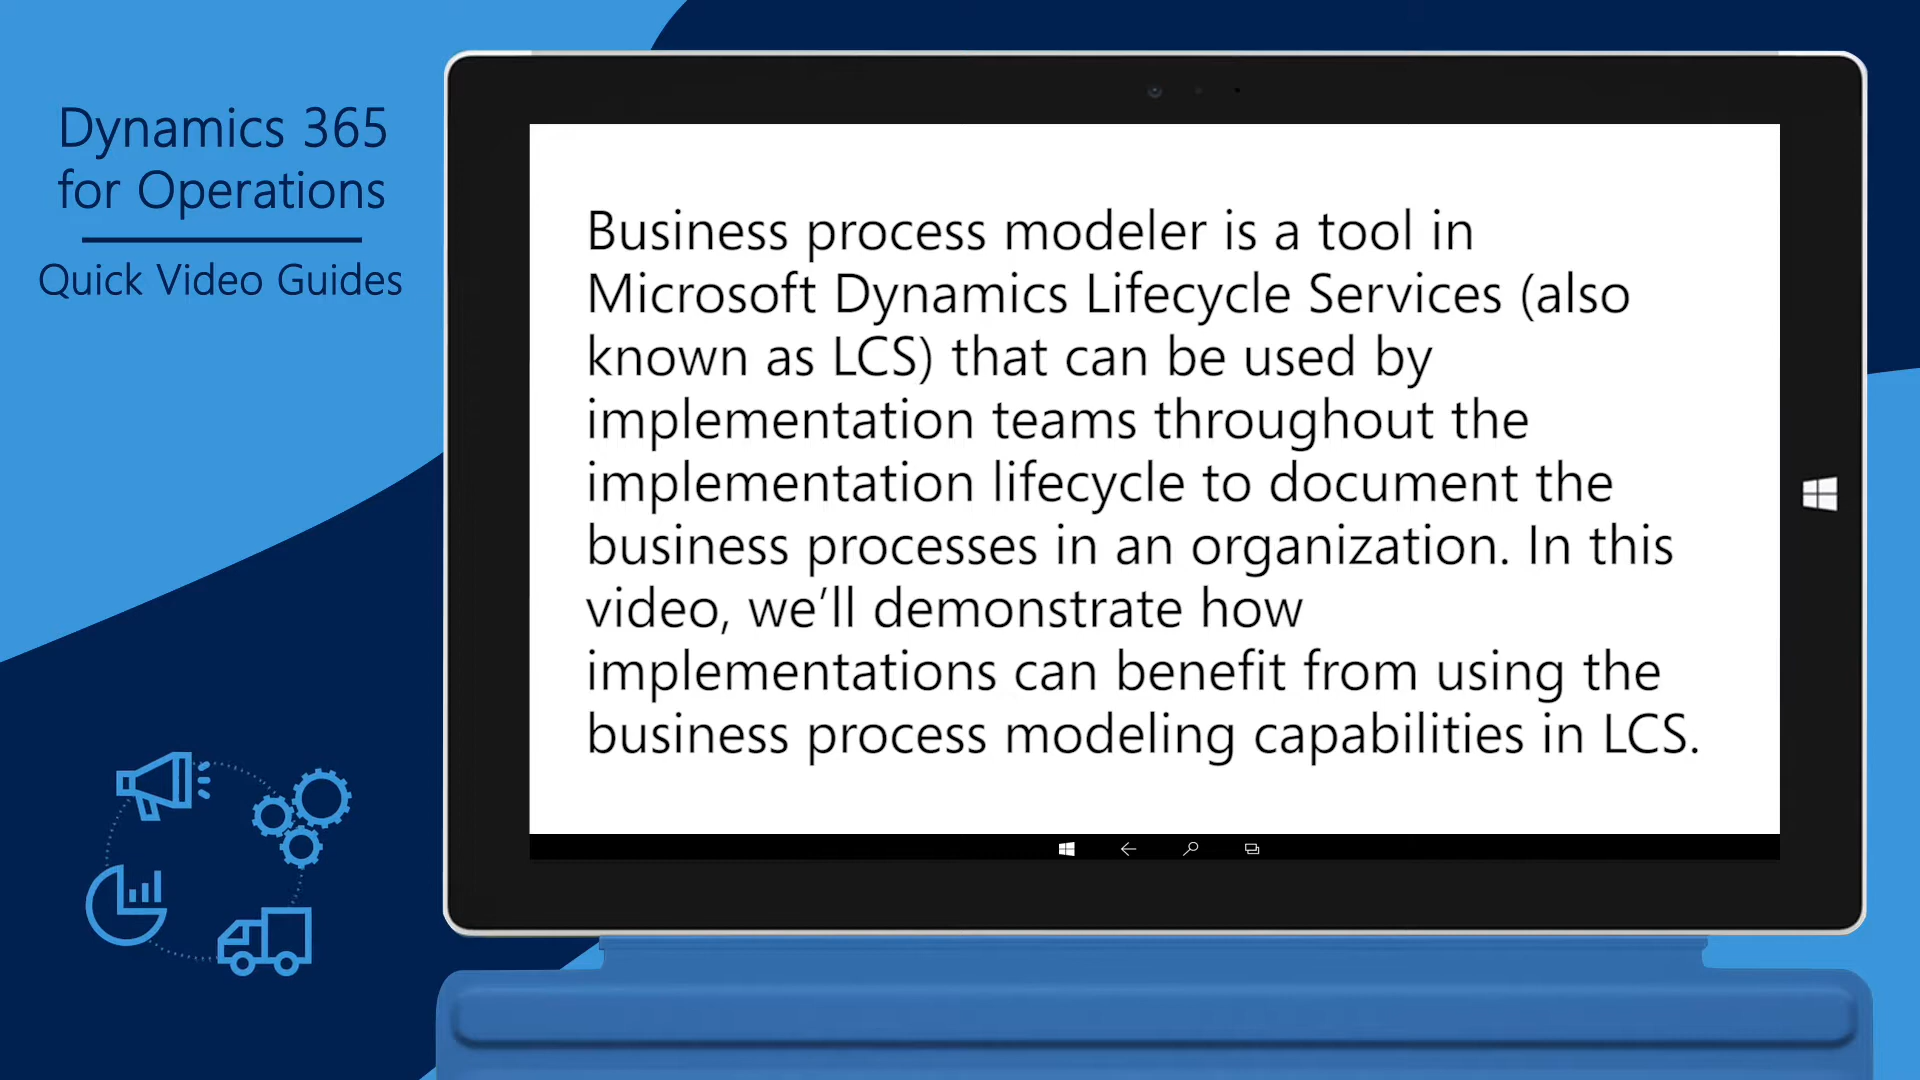 Dynamics 365
for Operations
Quick Video Guides
Business process modeler is a tool in
Microsoft Dynamics Lifecycle Services (also
known as LCS) that can be used by
implementation teams throughout the
implementation lifecycle to document the
business processes in an organization. In this
video, we’ll demonstrate how
implementations can benefit from using the
business process modeling capabilities in LCS.